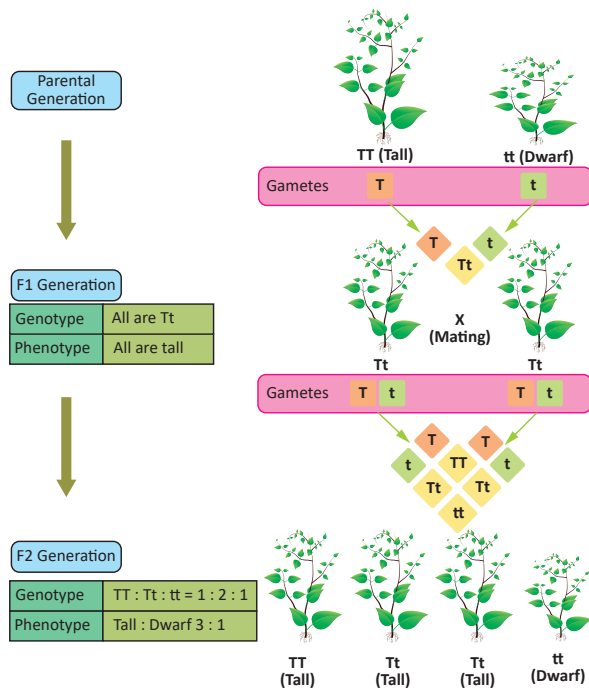 Parental
Generation
TT (Tall)
tt (Dwarf)
Gametes
T
t
T
t
Tt
F1 Generation
Genotype
All are Tt
Phenotype
All are tall
X
(Mating)
Tt
Tt
Gametes
T
t
T
t
T
T
t
TT
t
Tt
Tt
tt
F2 Generation
Genotype
TT : Tt : tt = 1 : 2 : 1
Phenotype
Tall : Dwarf 3 : 1
TT
(Tall)
Tt
(Tall)
Tt
(Tall)
tt
(Dwarf)